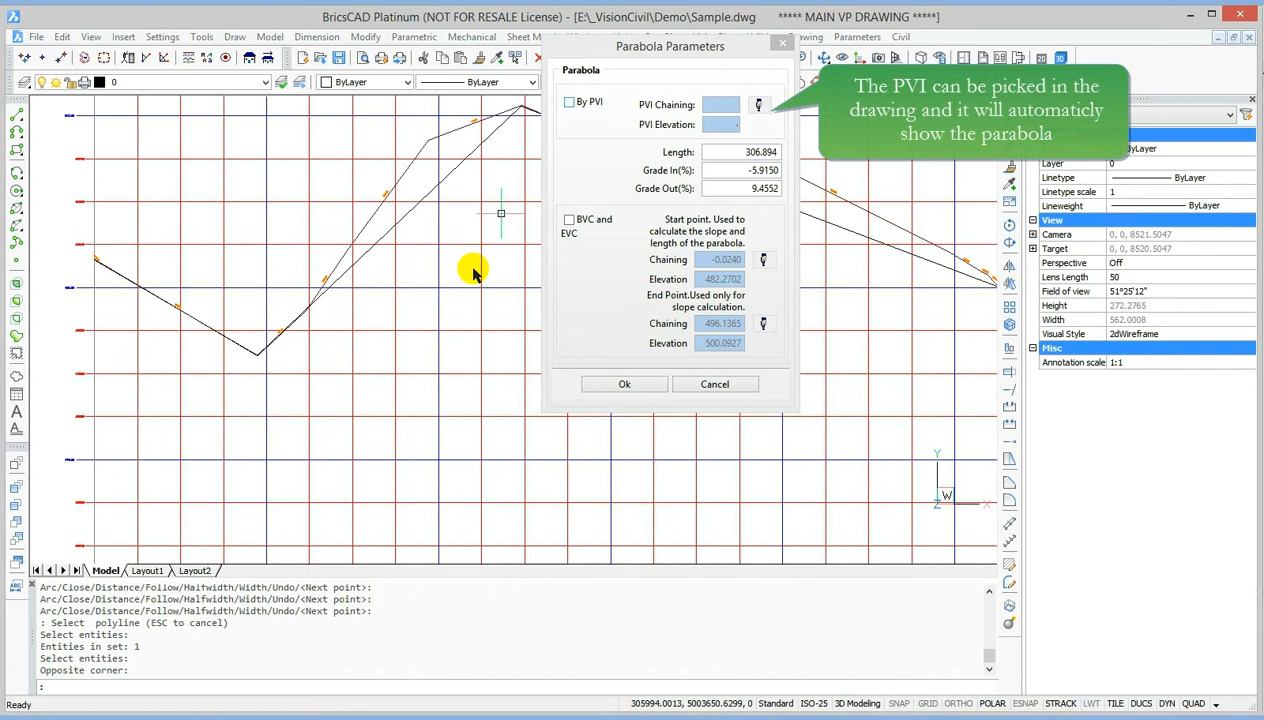 BricsCAD Platinum (NOT FOR RESALE License) - [E:\_VisionCivil\Demo\Sample.dwg ***** MAIN VP DRAWING *****]
File Edit View Insert Settings Tools Draw Model Dimension Modify Parametric Mechanical
Drawing Parameters Civil
Parabola Parameters
0 ByLayer ByLayer
Parabola
By PVI PVI Chaining:
PVI Elevation:
Length: 306.894
Grade In(%): -5.9150
Grade Out(%): 9.4552
BVC and EVC
Start point. Used to
calculate the slope and
length of the parabola.
Chaining -0.0240
Elevation 482.2702
End Point.Used only for
slope calculation.
Chaining 496.1365
Elevation 500.0927
Ok Cancel
The PVI can be picked in the
drawing and it will automaticly
show the parabola
ByLayer
Layer 0
Linetype ByLayer
Linetype scale 1
Lineweight ByLayer
View
Camera 0, 0, 8521.5047
Target 0, 0, 8520.5047
Perspective Off
Lens Length 50
Field of view 51°25'12"
Height 272.2765
Width 562.0008
Visual Style 2dWireframe
Misc
Annotation scale 1:1
Y
W
Z X
Model Layout1 Layout2
Arc/Close/Distance/Follow/Halfwidth/Width/Undo/<Next point>:
Arc/Close/Distance/Follow/Halfwidth/Width/Undo/<Next point>:
Arc/Close/Distance/Follow/Halfwidth/Width/Undo/<Next point>:
: Select polyline (ESC to cancel)
Select entities:
Entities in set: 1
Select entities:
Opposite corner:
:
Ready 305994.0013, 5003650.6299, 0 Standard ISO-25 3D Modeling SNAP GRID ORTHO POLAR ESNAP STRACK LWT TILE DUCS DYN QUAD